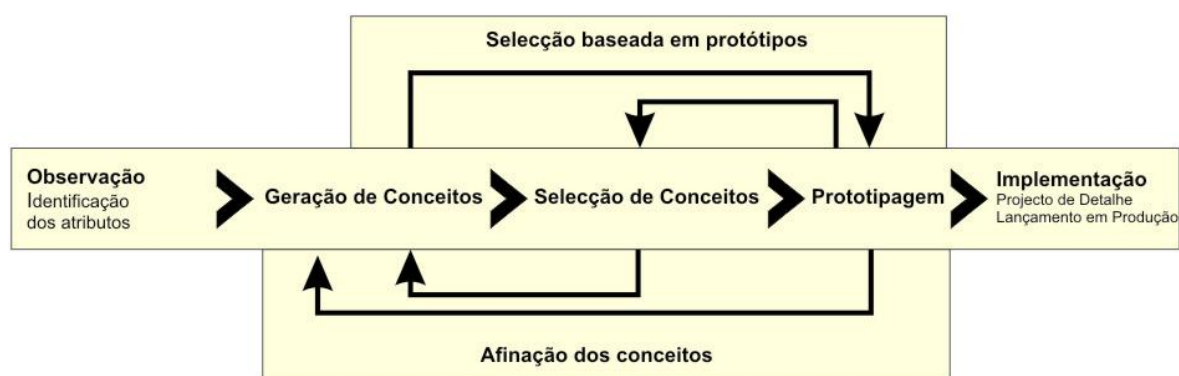 Selecção baseada em protótipos
Observação
Identificação
dos atributos
Geração de Conceitos
Selecção de Conceitos
Prototipagem
Implementação
Projecto de Detalhe
Lançamento em Produção
Afinação dos conceitos